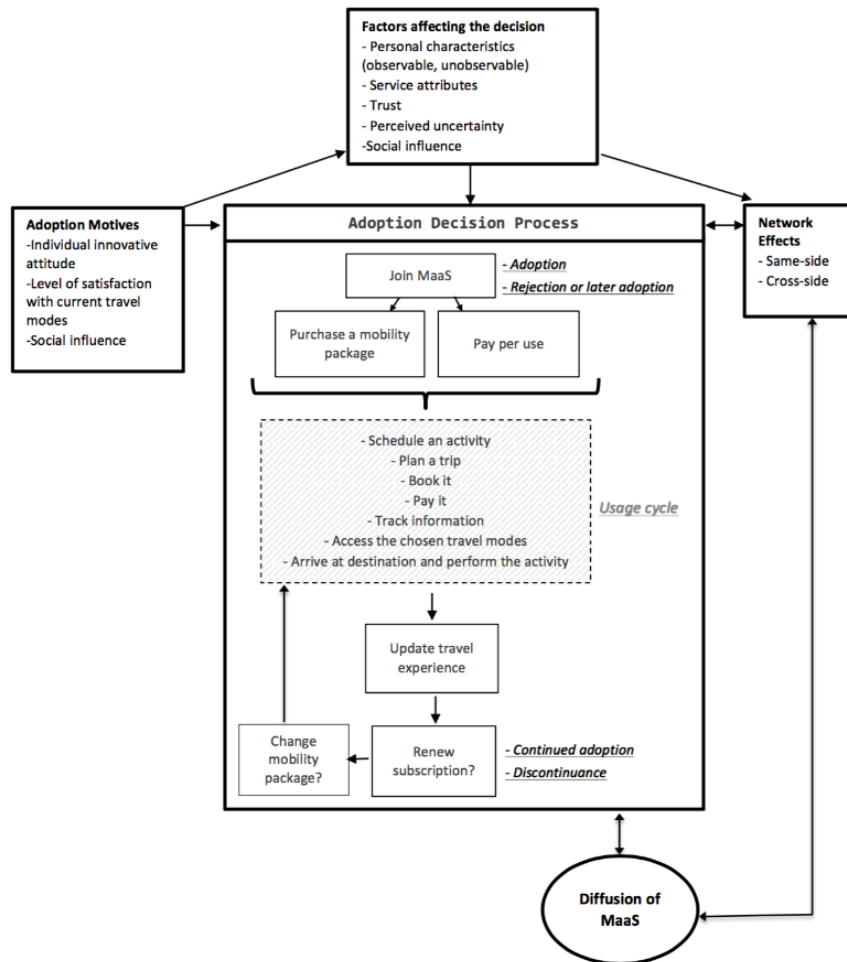 Factors affecting the decision
- Personal characteristics
(observable, unobservable)
- Service attributes
- Trust
- Perceived uncertainty
-Social influence
Adoption Motives
-Individual innovative
attitude
-Level of satisfaction
with current travel
modes
-Social influence
Adoption Decision Process
Network
Effects
- Same-side
- Cross-side
Join MaaS
- Adoption
- Rejection or later adoption
Purchase a mobility
package
Pay per use
- Schedule an activity
- Plan a trip
- Book it
- Pay it
- Track information
- Access the chosen travel modes
- Arrive at destination and perform the activity
Usage cycle
Update travel
experience
Change
mobility
package?
Renew
subscription?
- Continued adoption
- Discontinuance
Diffusion of
MaaS